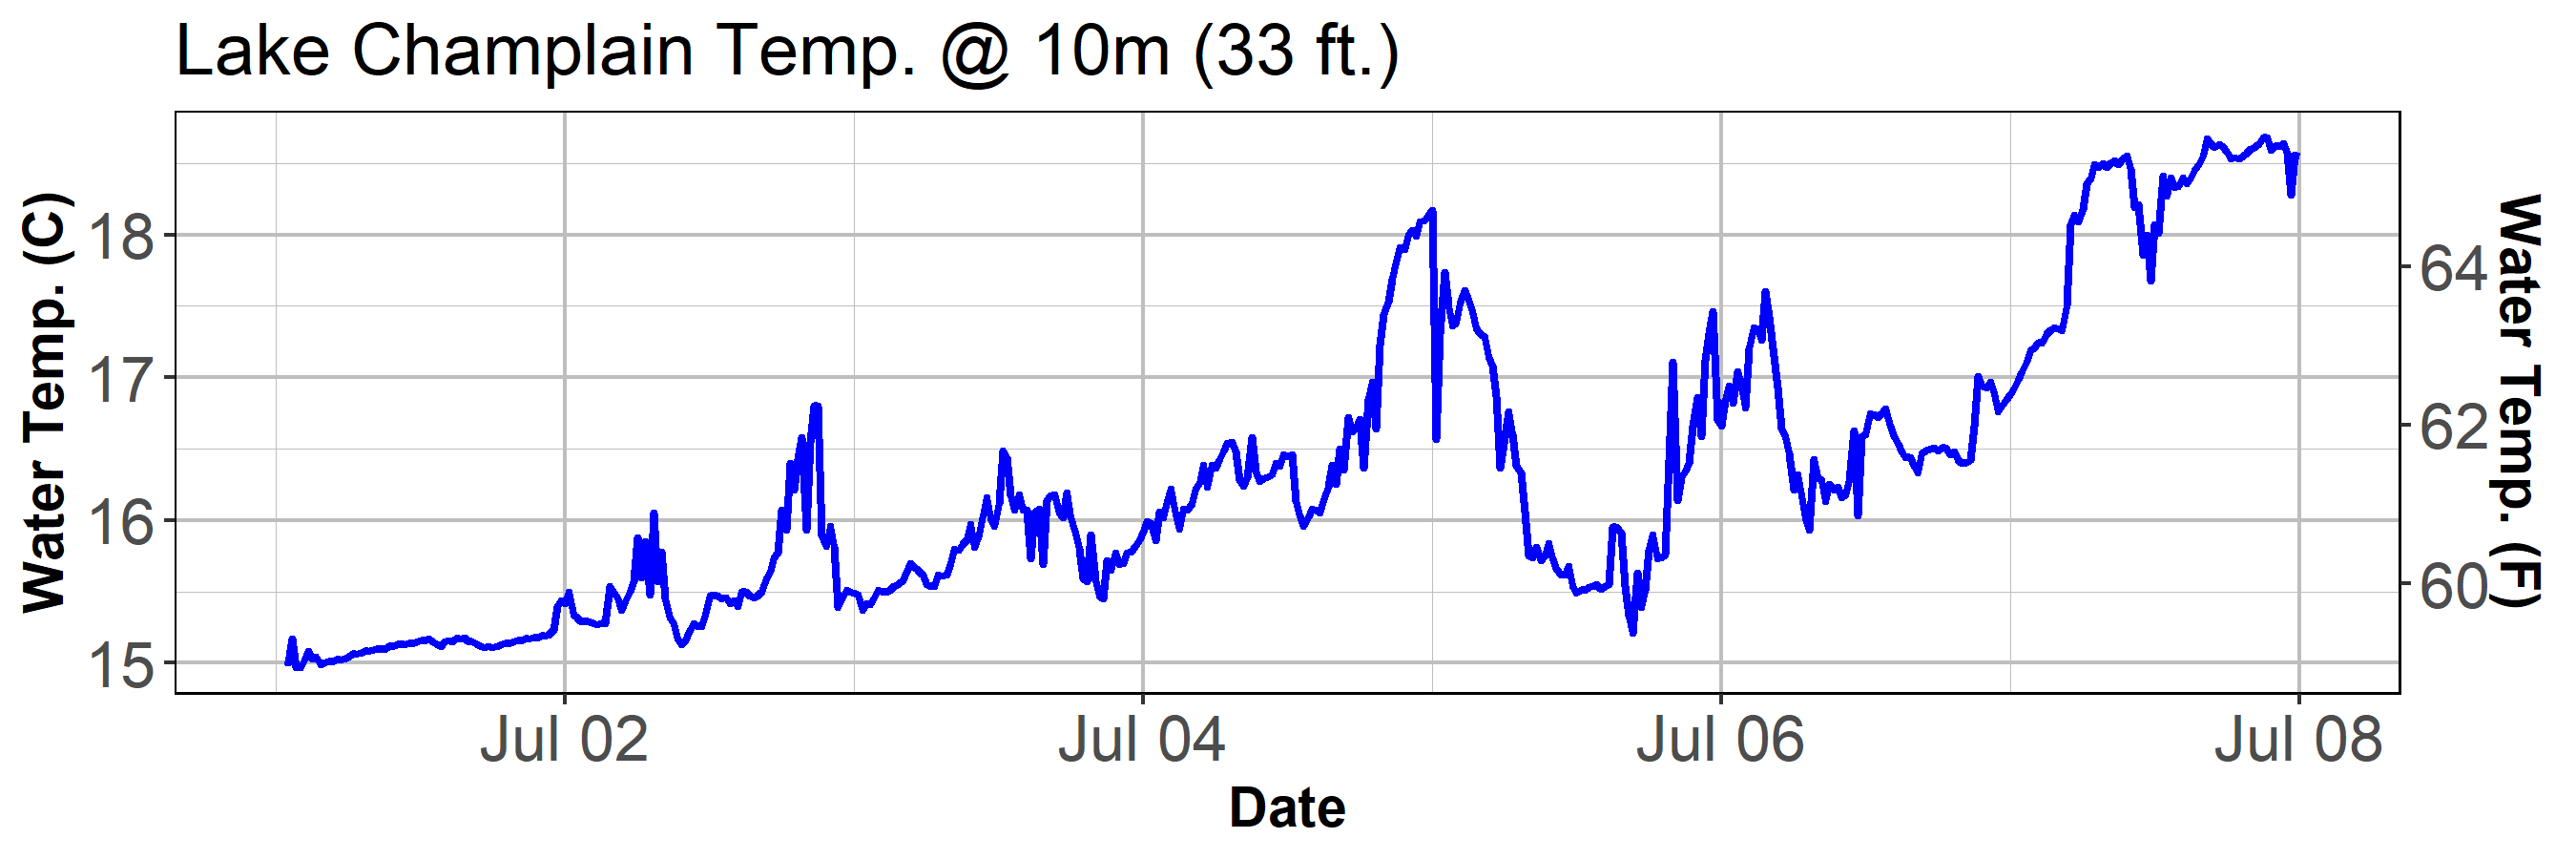 Lake Champlain Temp. @ 10m (33 ft.)
Water Temp. (C)
18
17
16
15
64
62
60
Water Temp. (F)
Jul 02
Jul 04
Jul 06
Jul 08
Date